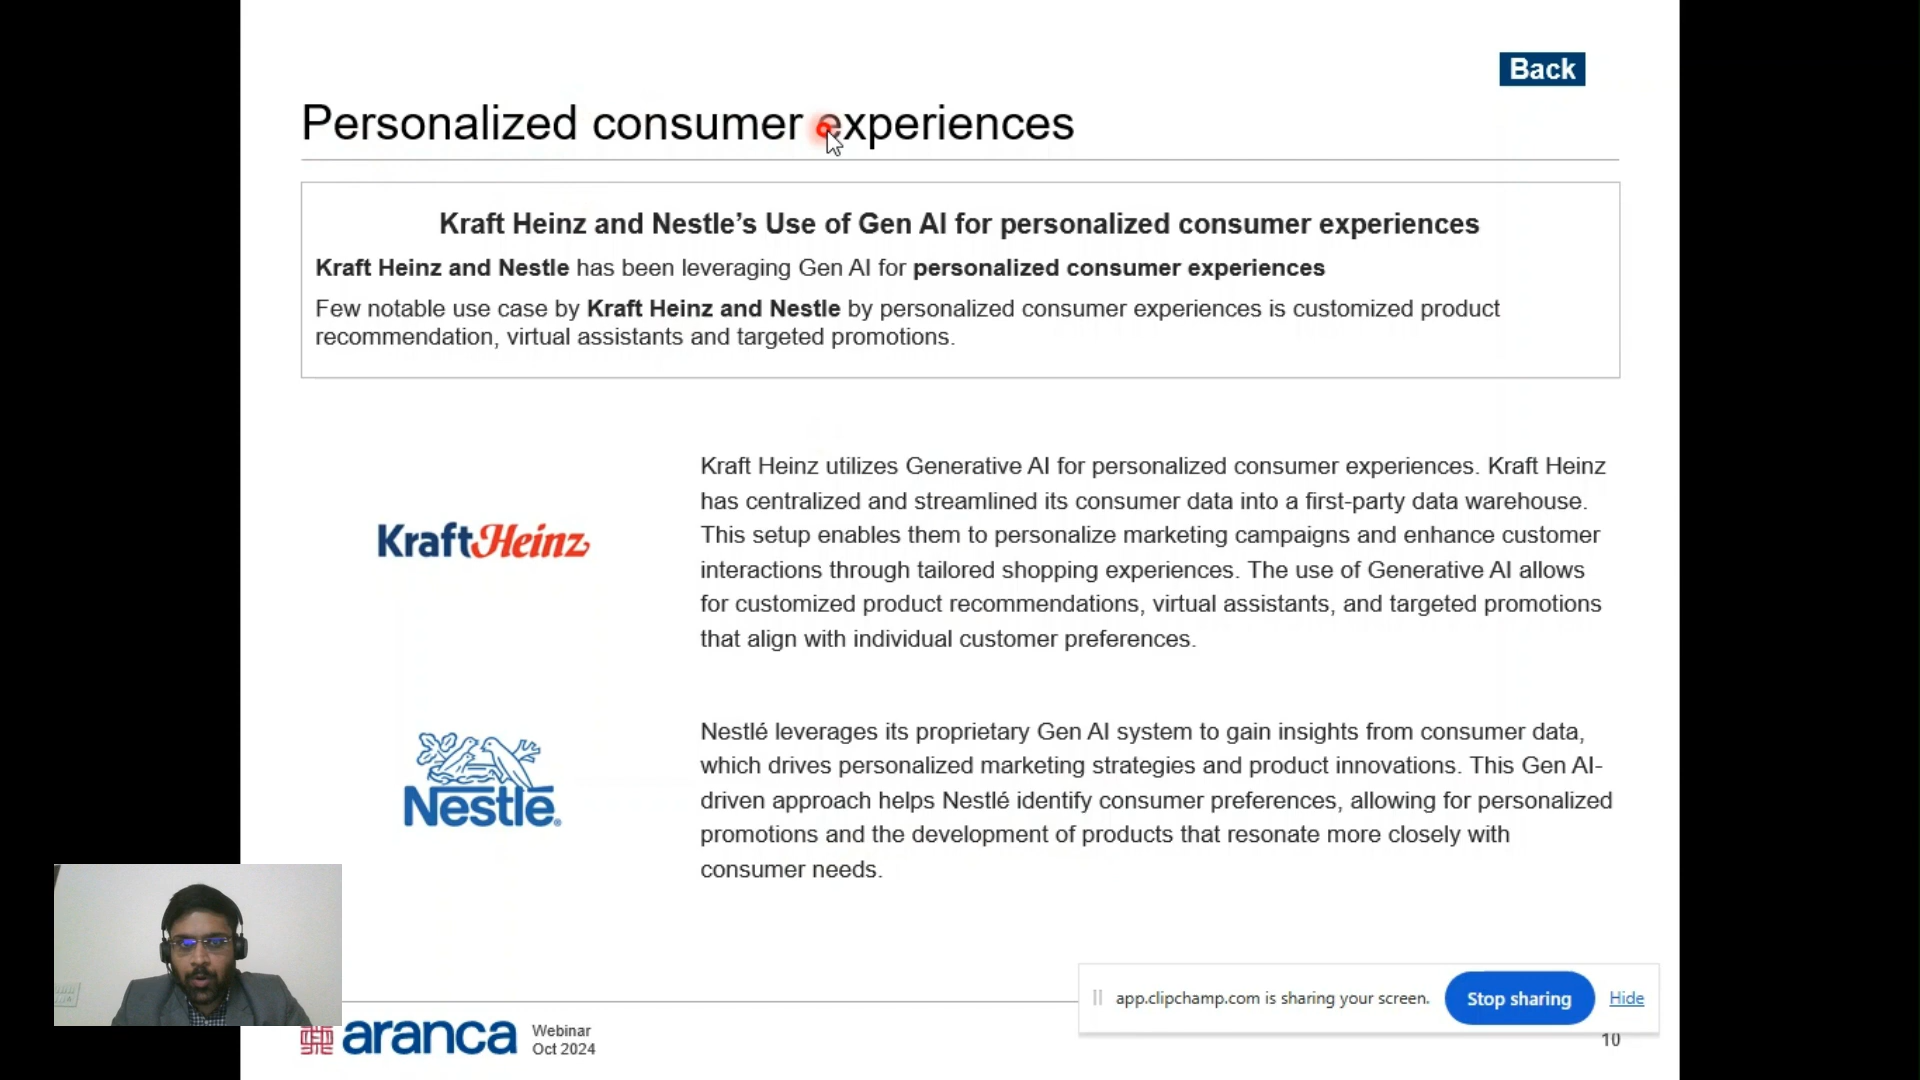 Back
Personalized consumer experiences
Kraft Heinz and Nestle’s Use of Gen AI for personalized consumer experiences
Kraft Heinz and Nestle has been leveraging Gen AI for personalized consumer experiences
Few notable use case by Kraft Heinz and Nestle by personalized consumer experiences is customized product
recommendation, virtual assistants and targeted promotions.
KraftHeinz
Kraft Heinz utilizes Generative AI for personalized consumer experiences. Kraft Heinz
has centralized and streamlined its consumer data into a first-party data warehouse.
This setup enables them to personalize marketing campaigns and enhance customer
interactions through tailored shopping experiences. The use of Generative AI allows
for customized product recommendations, virtual assistants, and targeted promotions
that align with individual customer preferences.
Nestlé
Nestlé leverages its proprietary Gen AI system to gain insights from consumer data,
which drives personalized marketing strategies and product innovations. This Gen AI-
driven approach helps Nestlé identify consumer preferences, allowing for personalized
promotions and the development of products that resonate more closely with
consumer needs.
app.clipchamp.com is sharing your screen.
Stop sharing
Hide
aranca
Webinar
Oct 2024
10